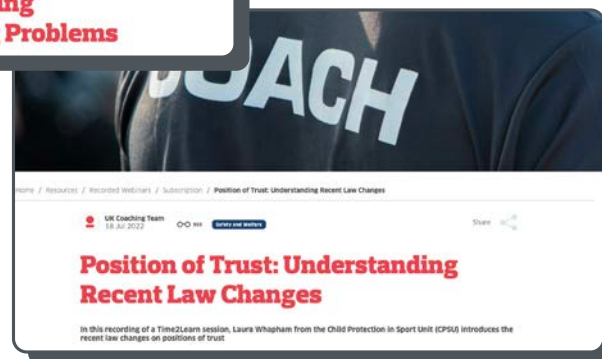 ing
Problems
COACH
Home / Resources / Recorded Webinars / Subscription / Position of Trust: Understanding Recent Law Changes
UK Coaching Team
18 Jul 2022
Safety and Welfare
Share
Position of Trust: Understanding
Recent Law Changes
In this recording of a Time2Learn session, Laura Whapham from the Child Protection in Sport Unit (CPSU) introduces the
recent law changes on positions of trust